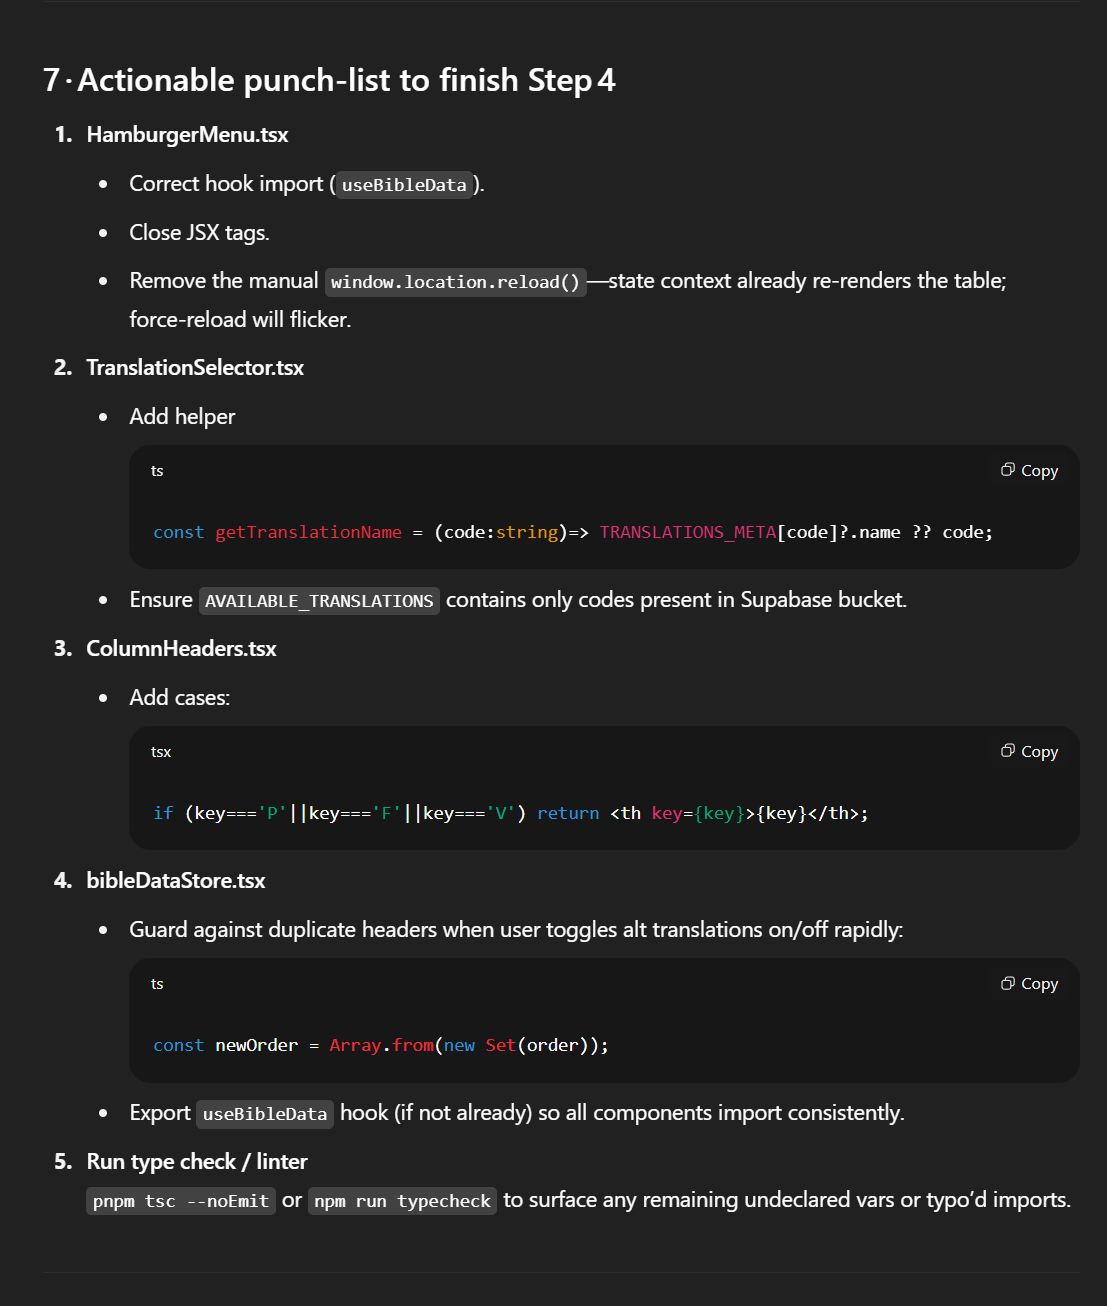 7 · Actionable punch-list to finish Step 4
1. HamburgerMenu.tsx
• Correct hook import (useBibleData).
• Close JSX tags.
• Remove the manual window.location.reload()—state context already re-renders the table;
force-reload will flicker.
2. TranslationSelector.tsx
• Add helper
ts Copy
const getTranslationName = (code:string)=> TRANSLATIONS_META[code]?.name ?? code;
• Ensure AVAILABLE_TRANSLATIONS contains only codes present in Supabase bucket.
3. ColumnHeaders.tsx
• Add cases:
tsx Copy
if (key==='P'||key==='F'||key==='V') return <th key={key}>{key}</th>;
4. bibleDataStore.tsx
• Guard against duplicate headers when user toggles alt translations on/off rapidly:
ts Copy
const newOrder = Array.from(new Set(order));
• Export useBibleData hook (if not already) so all components import consistently.
5. Run type check / linter
pnpm tsc --noEmit or npm run typecheck to surface any remaining undeclared vars or typo’d imports.